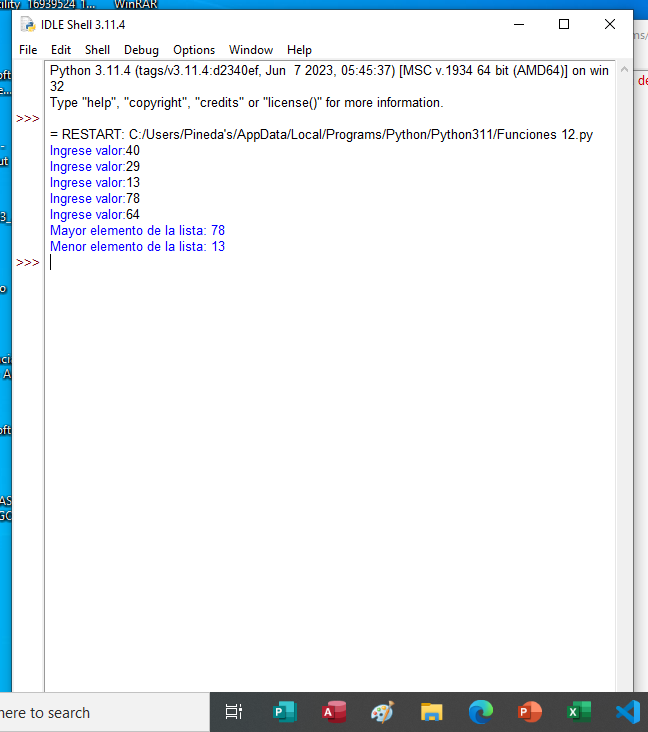 tility_16939524_1... WinRAR
IDLE Shell 3.11.4
File Edit Shell Debug Options Window Help
Python 3.11.4 (tags/v3.11.4:d2340ef, Jun  7 2023, 05:45:37) [MSC v.1934 64 bit (AMD64)] on win
32
Type "help", "copyright", "credits" or "license()" for more information.
>>>
= RESTART: C:/Users/Pineda's/AppData/Local/Programs/Python/Python311/Funciones 12.py
Ingrese valor:40
Ingrese valor:29
Ingrese valor:13
Ingrese valor:78
Ingrese valor:64
Mayor elemento de la lista: 78
Menor elemento de la lista: 13
>>>
here to search